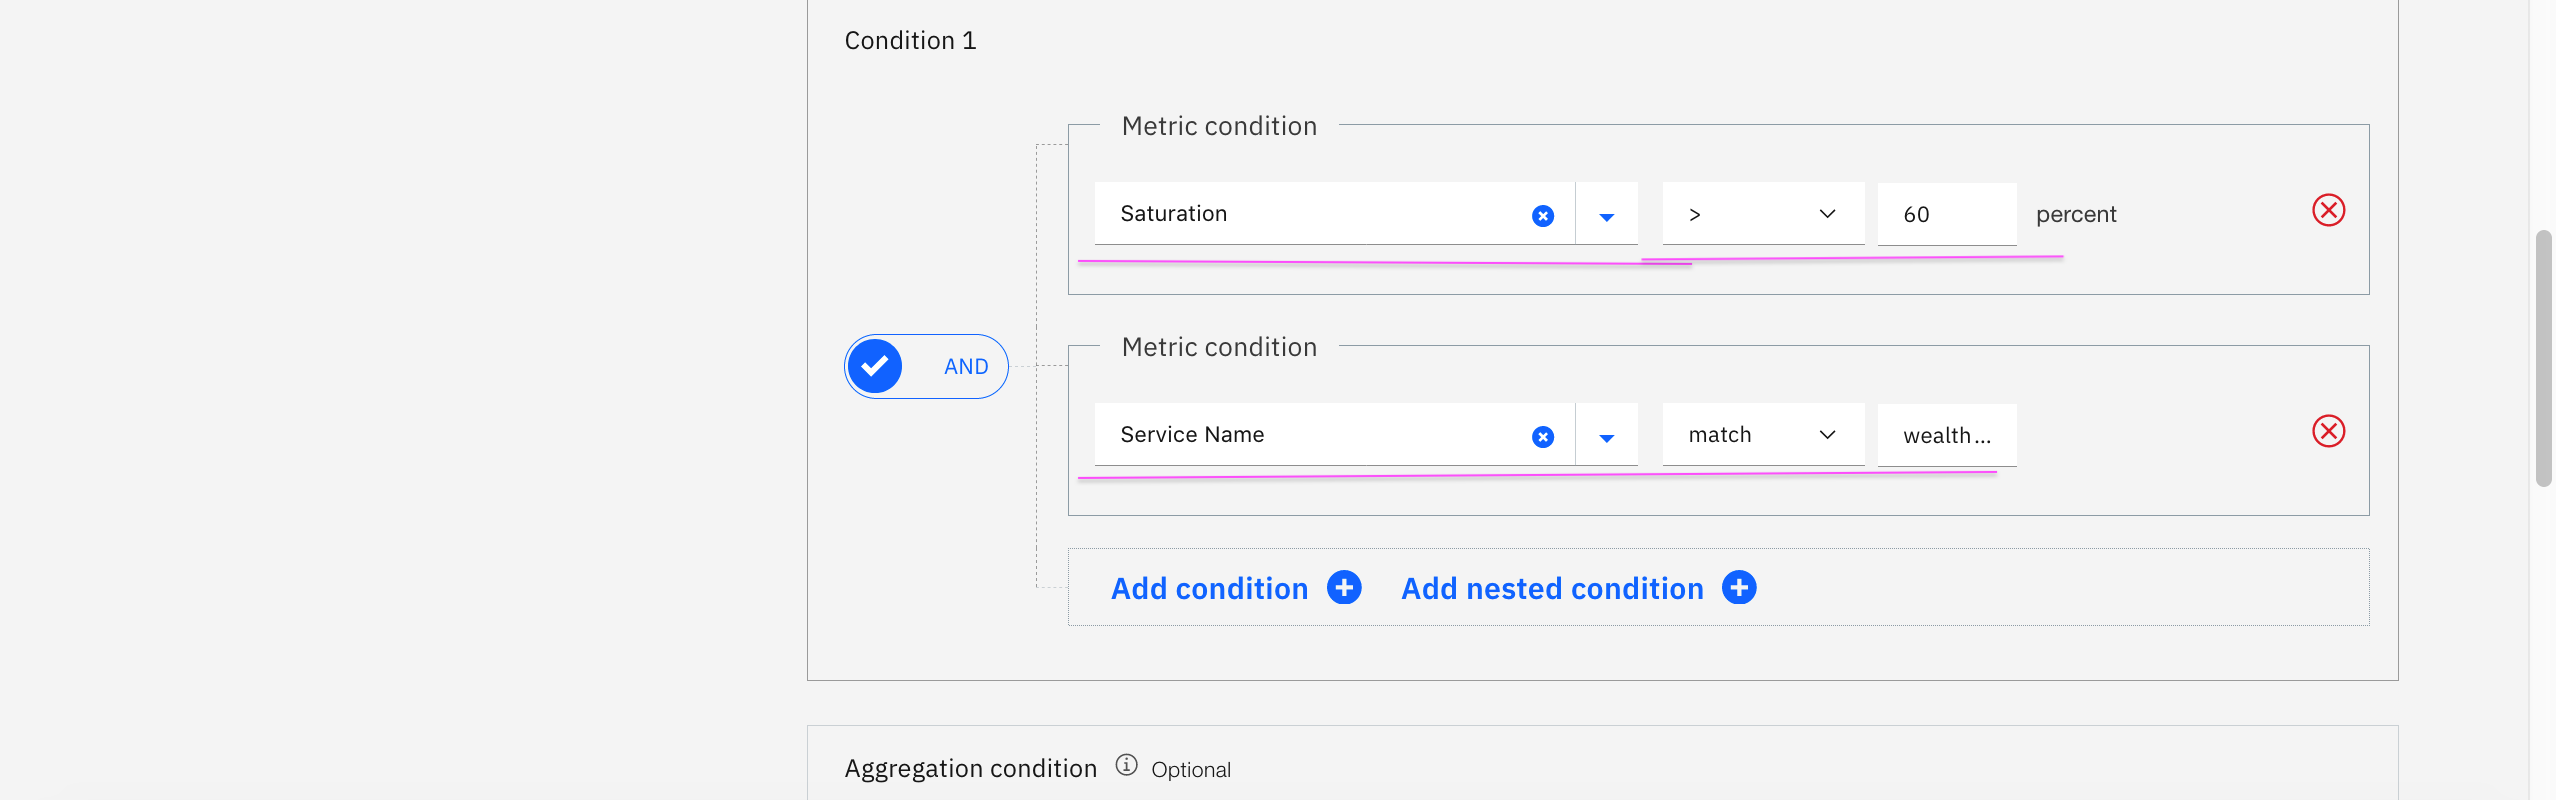 Condition 1
Metric condition
Saturation > 60 percent
AND
Metric condition
Service Name match wealth...
Add condition Add nested condition
Aggregation condition Optional